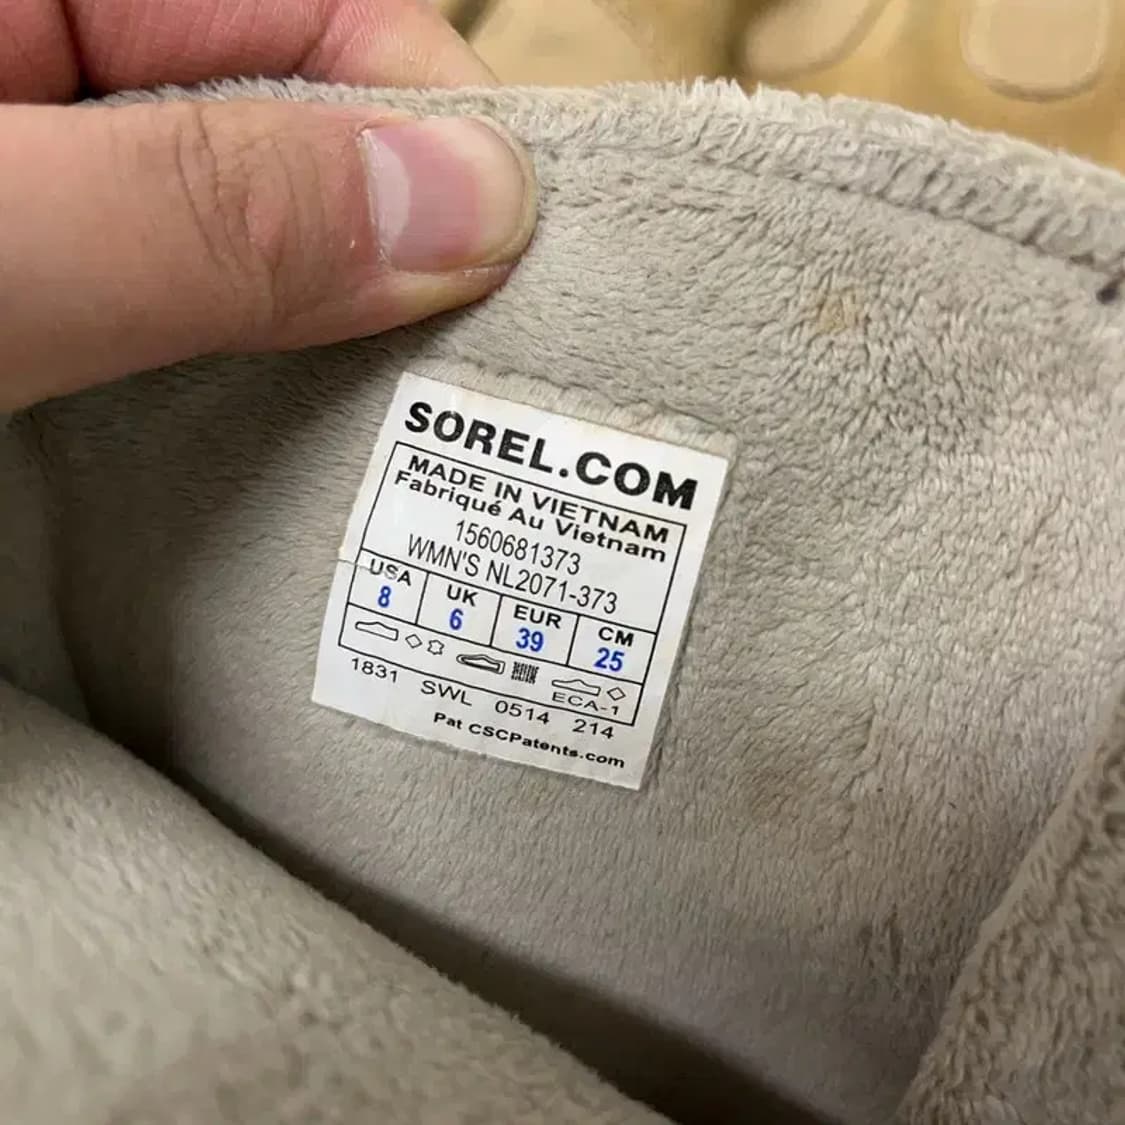 SOREL.COM
MADE IN VIETNAM
Fabriqué Au Vietnam
1560681373
WMN'S NL2071-373
USA UK EUR CM
8 6 39 25
ECA-1
1831 SWL 0514 214
Pat CSCPatents.com